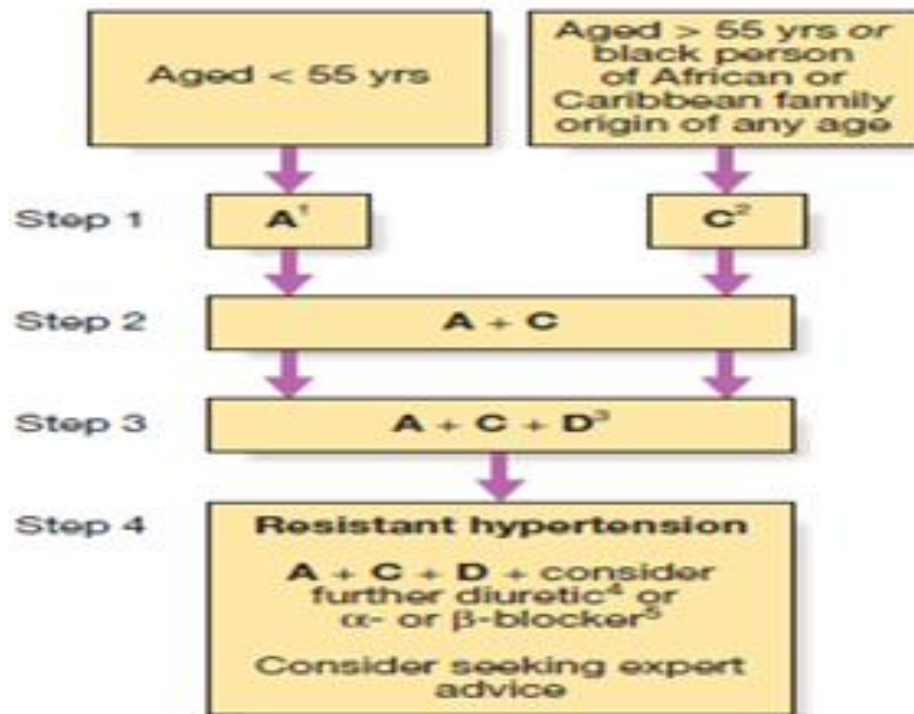 Aged < 55 yrs
Aged > 55 yrs or
black person
of African or
Caribbean family
origin of any age
Step 1
A¹
C²
Step 2
A + C
Step 3
A + C + D³
Step 4
Resistant hypertension
A + C + D + consider
further diuretic⁴ or
α- or β-blocker⁵
Consider seeking expert
advice